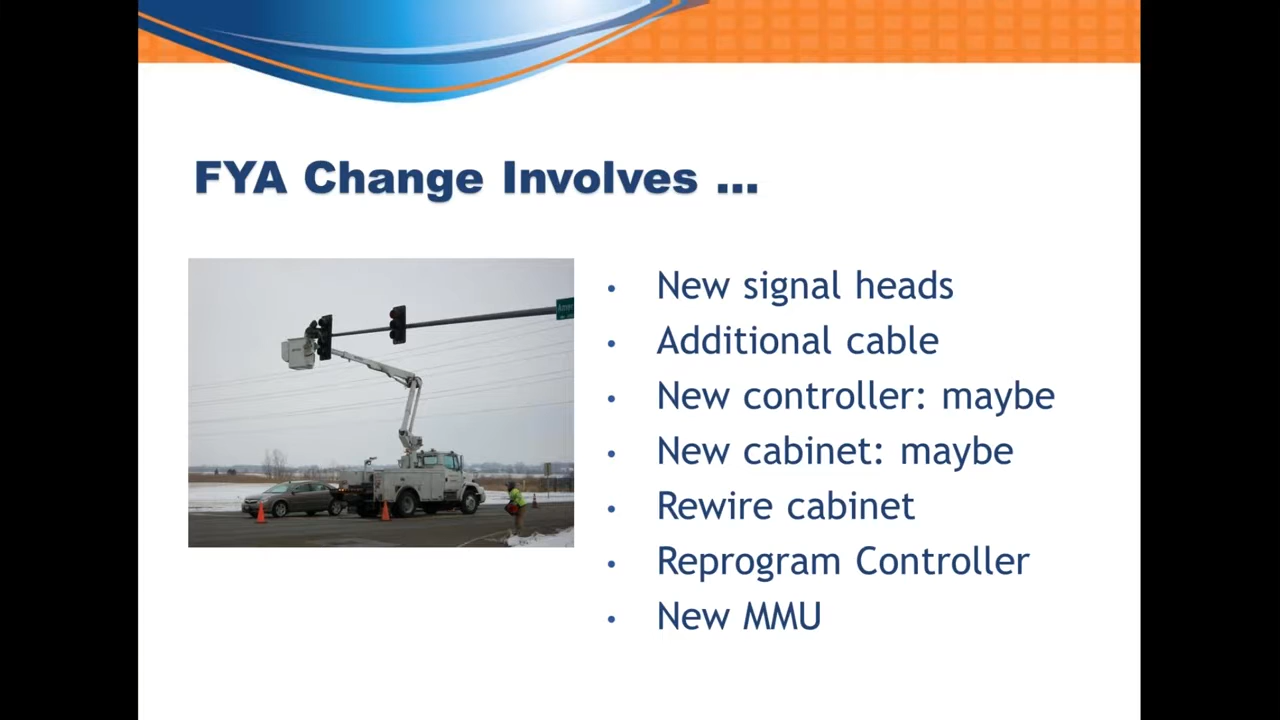 FYA Change Involves ...
• New signal heads
• Additional cable
• New controller: maybe
• New cabinet: maybe
• Rewire cabinet
• Reprogram Controller
• New MMU